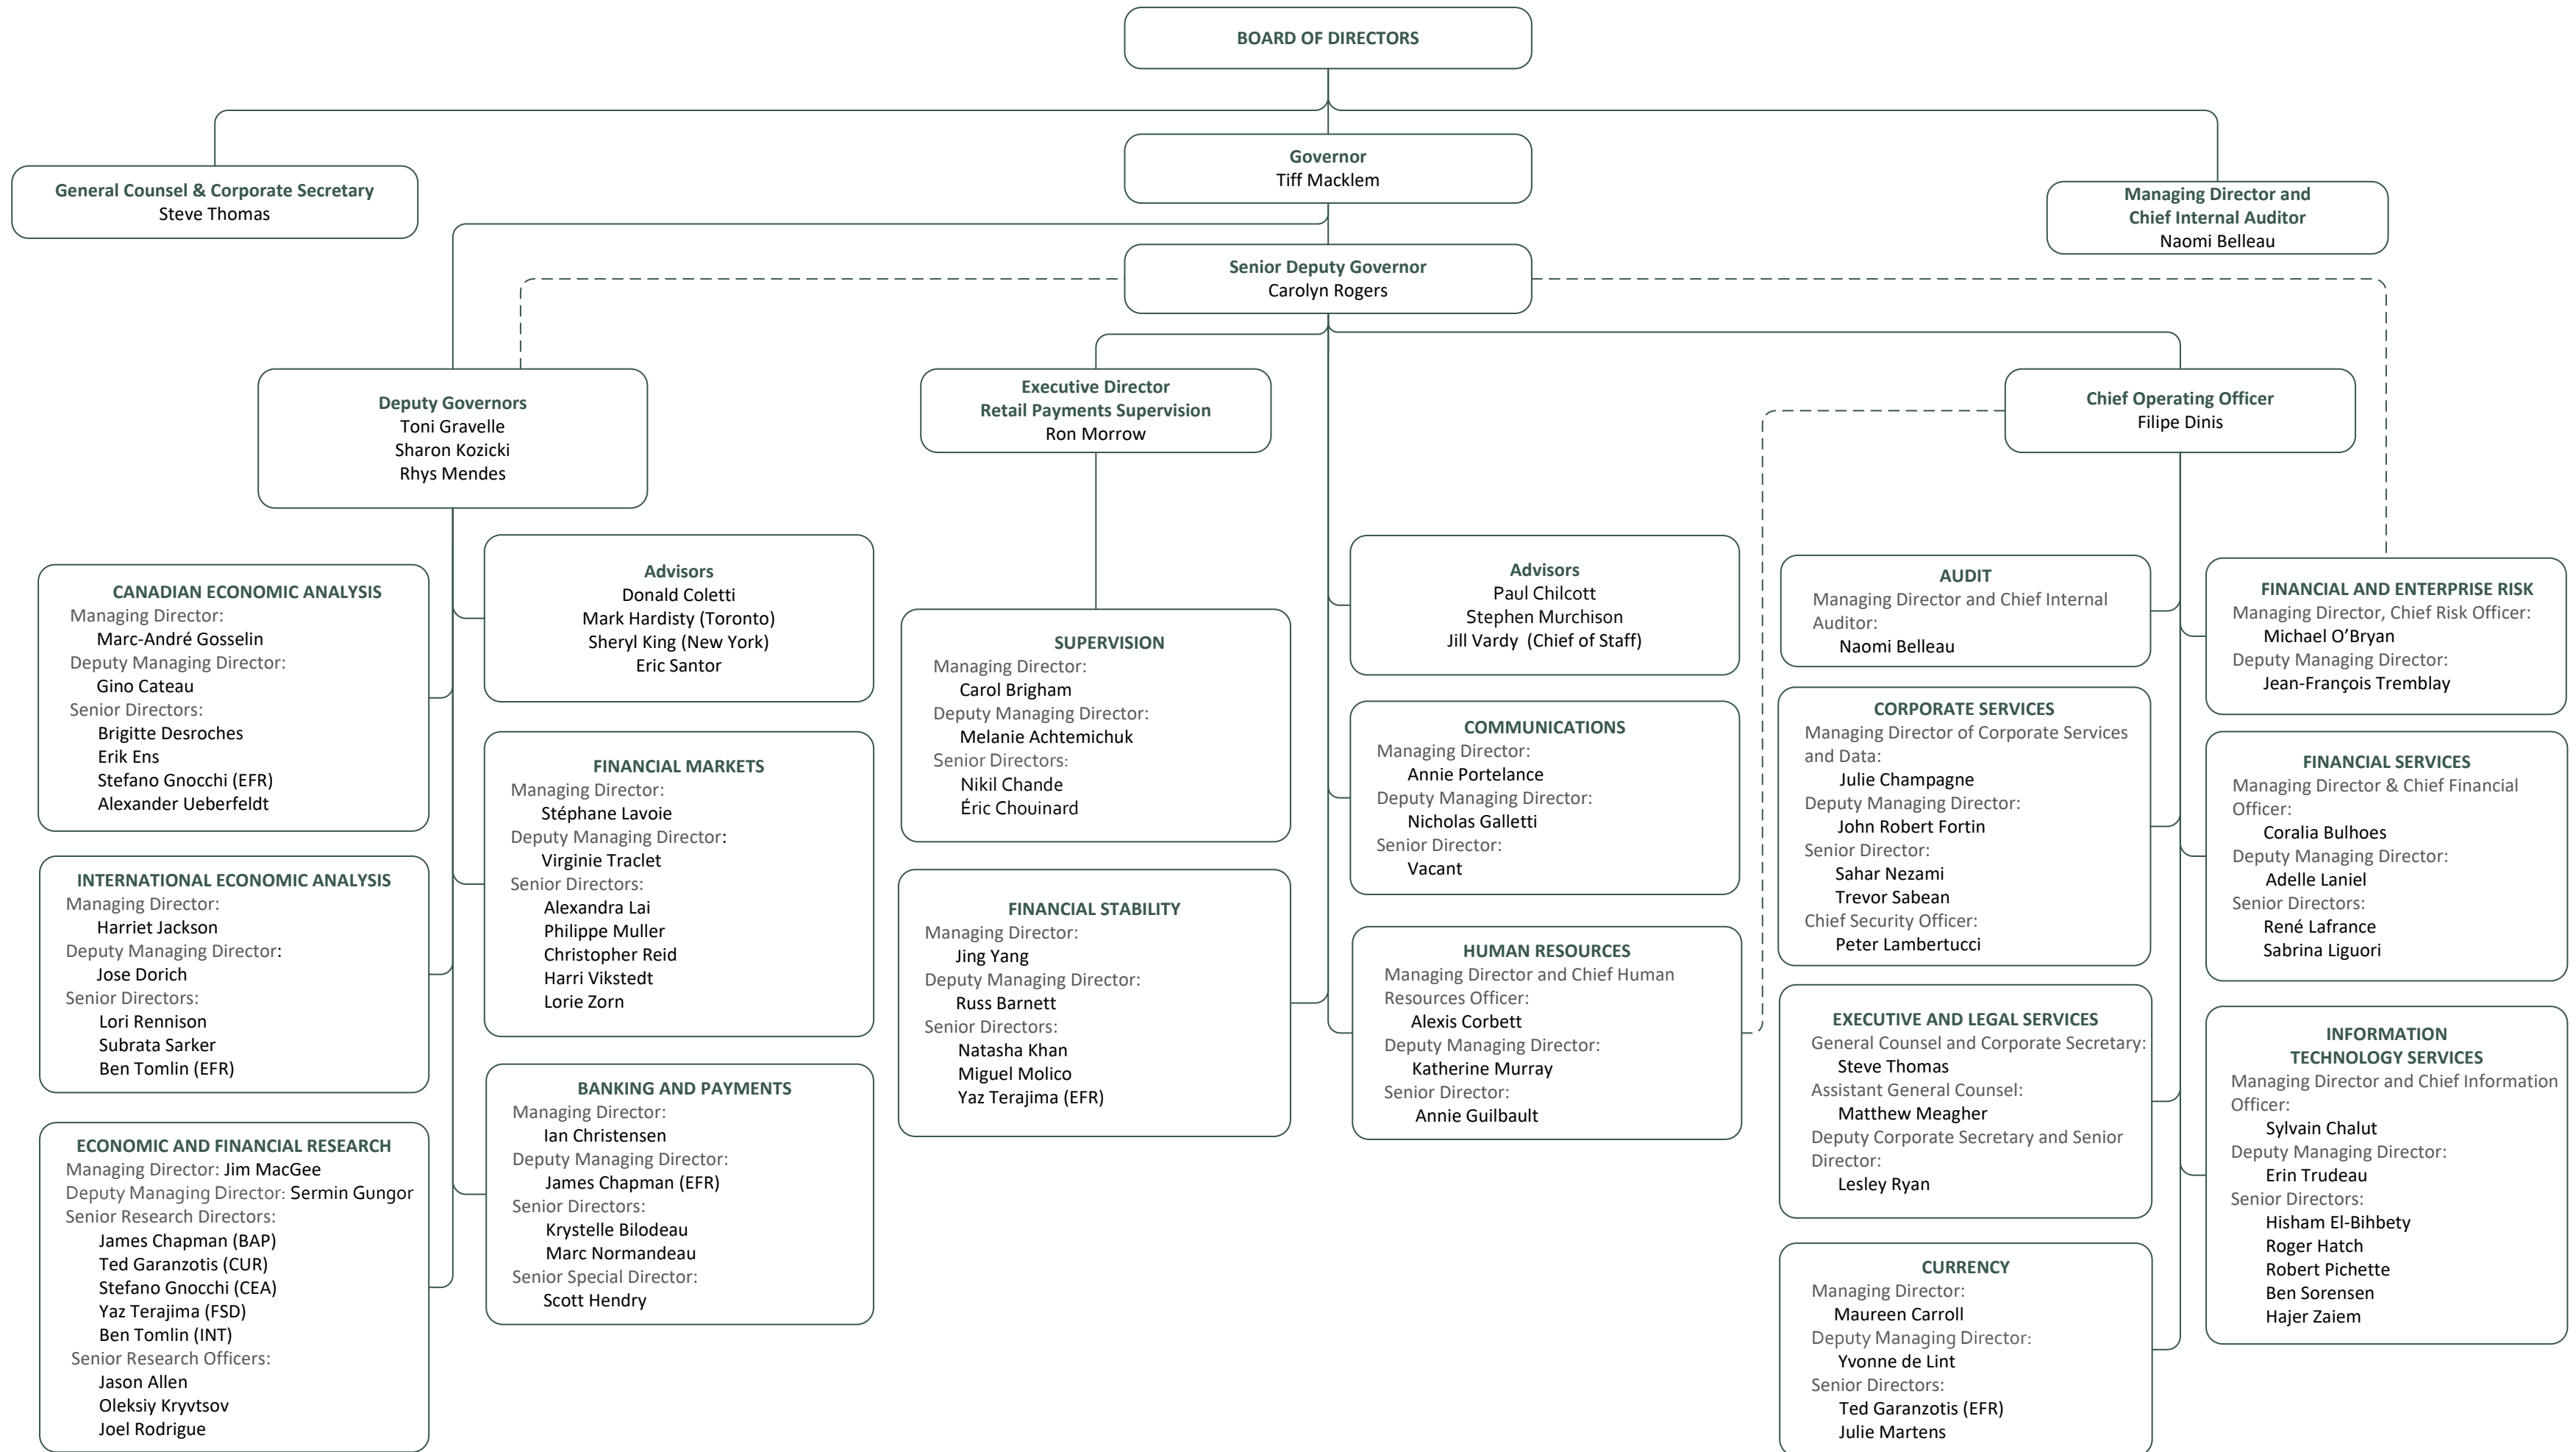 BOARD OF DIRECTORS
General Counsel & Corporate Secretary
Steve Thomas
Governor
Tiff Macklem
Managing Director and
Chief Internal Auditor
Naomi Belleau
Senior Deputy Governor
Carolyn Rogers
Deputy Governors
Toni Gravelle
Sharon Kozicki
Rhys Mendes
Executive Director
Retail Payments Supervision
Ron Morrow
Chief Operating Officer
Filipe Dinis
CANADIAN ECONOMIC ANALYSIS
Managing Director:
Marc-André Gosselin
Deputy Managing Director:
Gino Cateau
Senior Directors:
Brigitte Desroches
Erik Ens
Stefano Gnocchi (EFR)
Alexander Ueberfeldt
INTERNATIONAL ECONOMIC ANALYSIS
Managing Director:
Harriet Jackson
Deputy Managing Director:
Jose Dorich
Senior Directors:
Lori Rennison
Subrata Sarker
Ben Tomlin (EFR)
ECONOMIC AND FINANCIAL RESEARCH
Managing Director: Jim MacGee
Deputy Managing Director: Sermin Gungor
Senior Research Directors:
James Chapman (BAP)
Ted Garanzotis (CUR)
Stefano Gnocchi (CEA)
Yaz Terajima (FSD)
Ben Tomlin (INT)
Senior Research Officers:
Jason Allen
Oleksiy Kryvtsov
Joel Rodrigue
Advisors
Donald Coletti
Mark Hardisty (Toronto)
Sheryl King (New York)
Eric Santor
FINANCIAL MARKETS
Managing Director:
Stéphane Lavoie
Deputy Managing Director:
Virginie Traclet
Senior Directors:
Alexandra Lai
Philippe Muller
Christopher Reid
Harri Vikstedt
Lorie Zorn
BANKING AND PAYMENTS
Managing Director:
Ian Christensen
Deputy Managing Director:
James Chapman (EFR)
Senior Directors:
Krystelle Bilodeau
Marc Normandeau
Senior Special Director:
Scott Hendry
SUPERVISION
Managing Director:
Carol Brigham
Deputy Managing Director:
Melanie Achtemichuk
Senior Directors:
Nikil Chande
Éric Chouinard
FINANCIAL STABILITY
Managing Director:
Jing Yang
Deputy Managing Director:
Russ Barnett
Senior Directors:
Natasha Khan
Miguel Molico
Yaz Terajima (EFR)
Advisors
Paul Chilcott
Stephen Murchison
Jill Vardy (Chief of Staff)
COMMUNICATIONS
Managing Director:
Annie Portelance
Deputy Managing Director:
Nicholas Galletti
Senior Director:
Vacant
HUMAN RESOURCES
Managing Director and Chief Human
Resources Officer:
Alexis Corbett
Deputy Managing Director:
Katherine Murray
Senior Director:
Annie Guilbault
AUDIT
Managing Director and Chief Internal
Auditor:
Naomi Belleau
CORPORATE SERVICES
Managing Director of Corporate Services
and Data:
Julie Champagne
Deputy Managing Director:
John Robert Fortin
Senior Director:
Sahar Nezami
Trevor Sabean
Chief Security Officer:
Peter Lambertucci
EXECUTIVE AND LEGAL SERVICES
General Counsel and Corporate Secretary:
Steve Thomas
Assistant General Counsel:
Matthew Meagher
Deputy Corporate Secretary and Senior
Director:
Lesley Ryan
CURRENCY
Managing Director:
Maureen Carroll
Deputy Managing Director:
Yvonne de Lint
Senior Directors:
Ted Garanzotis (EFR)
Julie Martens
FINANCIAL AND ENTERPRISE RISK
Managing Director, Chief Risk Officer:
Michael O’Bryan
Deputy Managing Director:
Jean-François Tremblay
FINANCIAL SERVICES
Managing Director & Chief Financial
Officer:
Coralia Bulhoes
Deputy Managing Director:
Adelle Laniel
Senior Directors:
René Lafrance
Sabrina Liguori
INFORMATION
TECHNOLOGY SERVICES
Managing Director and Chief Information
Officer:
Sylvain Chalut
Deputy Managing Director:
Erin Trudeau
Senior Directors:
Hisham El-Bihbety
Roger Hatch
Robert Pichette
Ben Sorensen
Hajer Zaiem